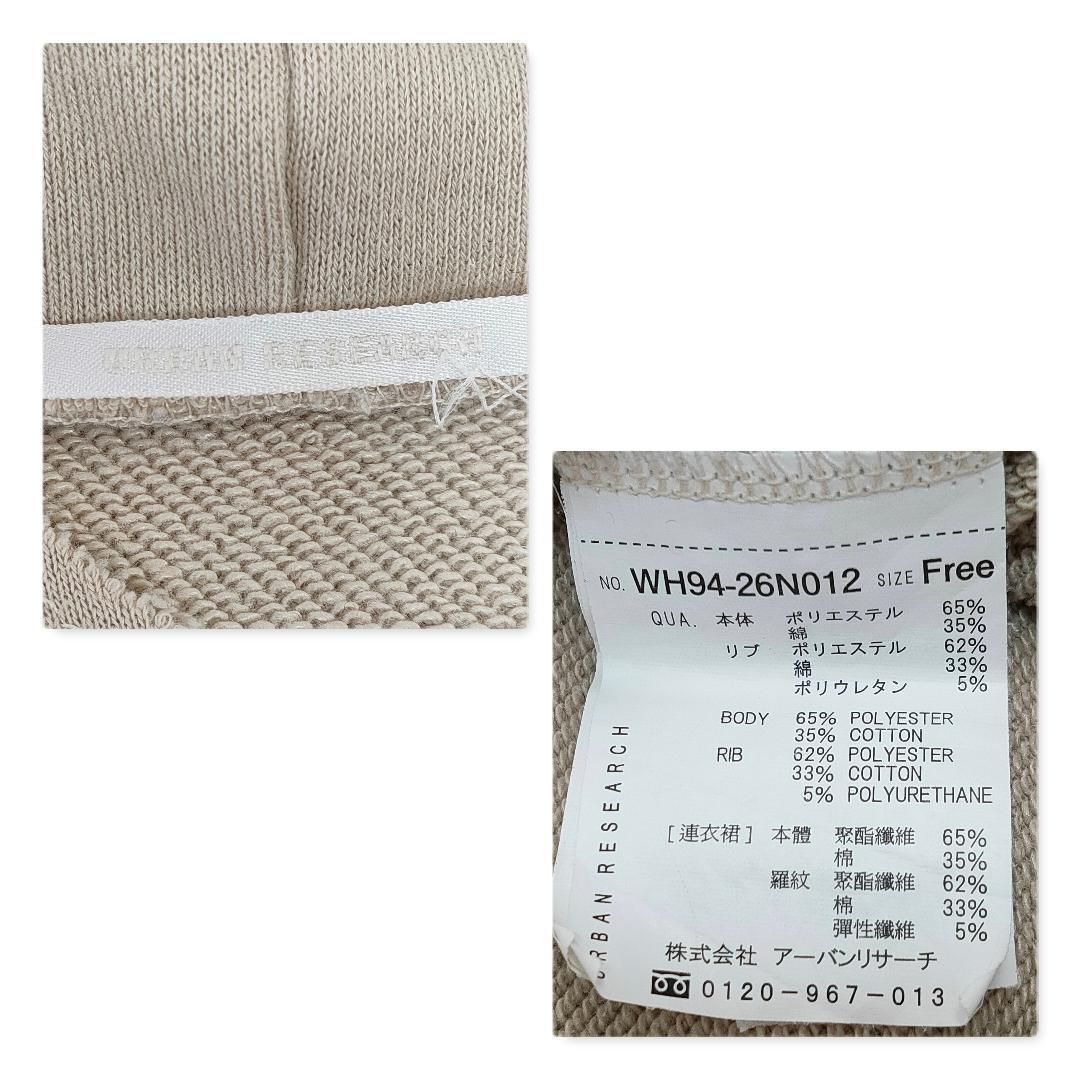 URBAN RESEARCH
NO. WH94-26N012 SIZE Free
QUA. 本体 ポリエステル 65%
綿 35%
リブ ポリエステル 62%
綿 33%
ポリウレタン 5%
BODY 65% POLYESTER
35% COTTON
RIB 62% POLYESTER
33% COTTON
5% POLYURETHANE
[連衣裙] 本體 聚酯纖維 65%
棉 35%
羅紋 聚酯纖維 62%
棉 33%
彈性纖維 5%
株式会社 アーバンリサーチ
0120-967-013
URBAN RESEARCH